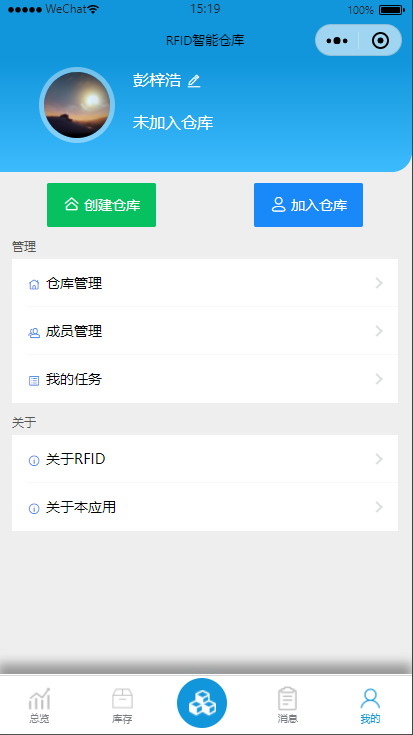 WeChat 15:19 100%
RFID智能仓库
彭梓浩
未加入仓库
创建仓库 加入仓库
管理
仓库管理
成员管理
我的任务
关于
关于RFID
关于本应用
总览 库存 消息 我的